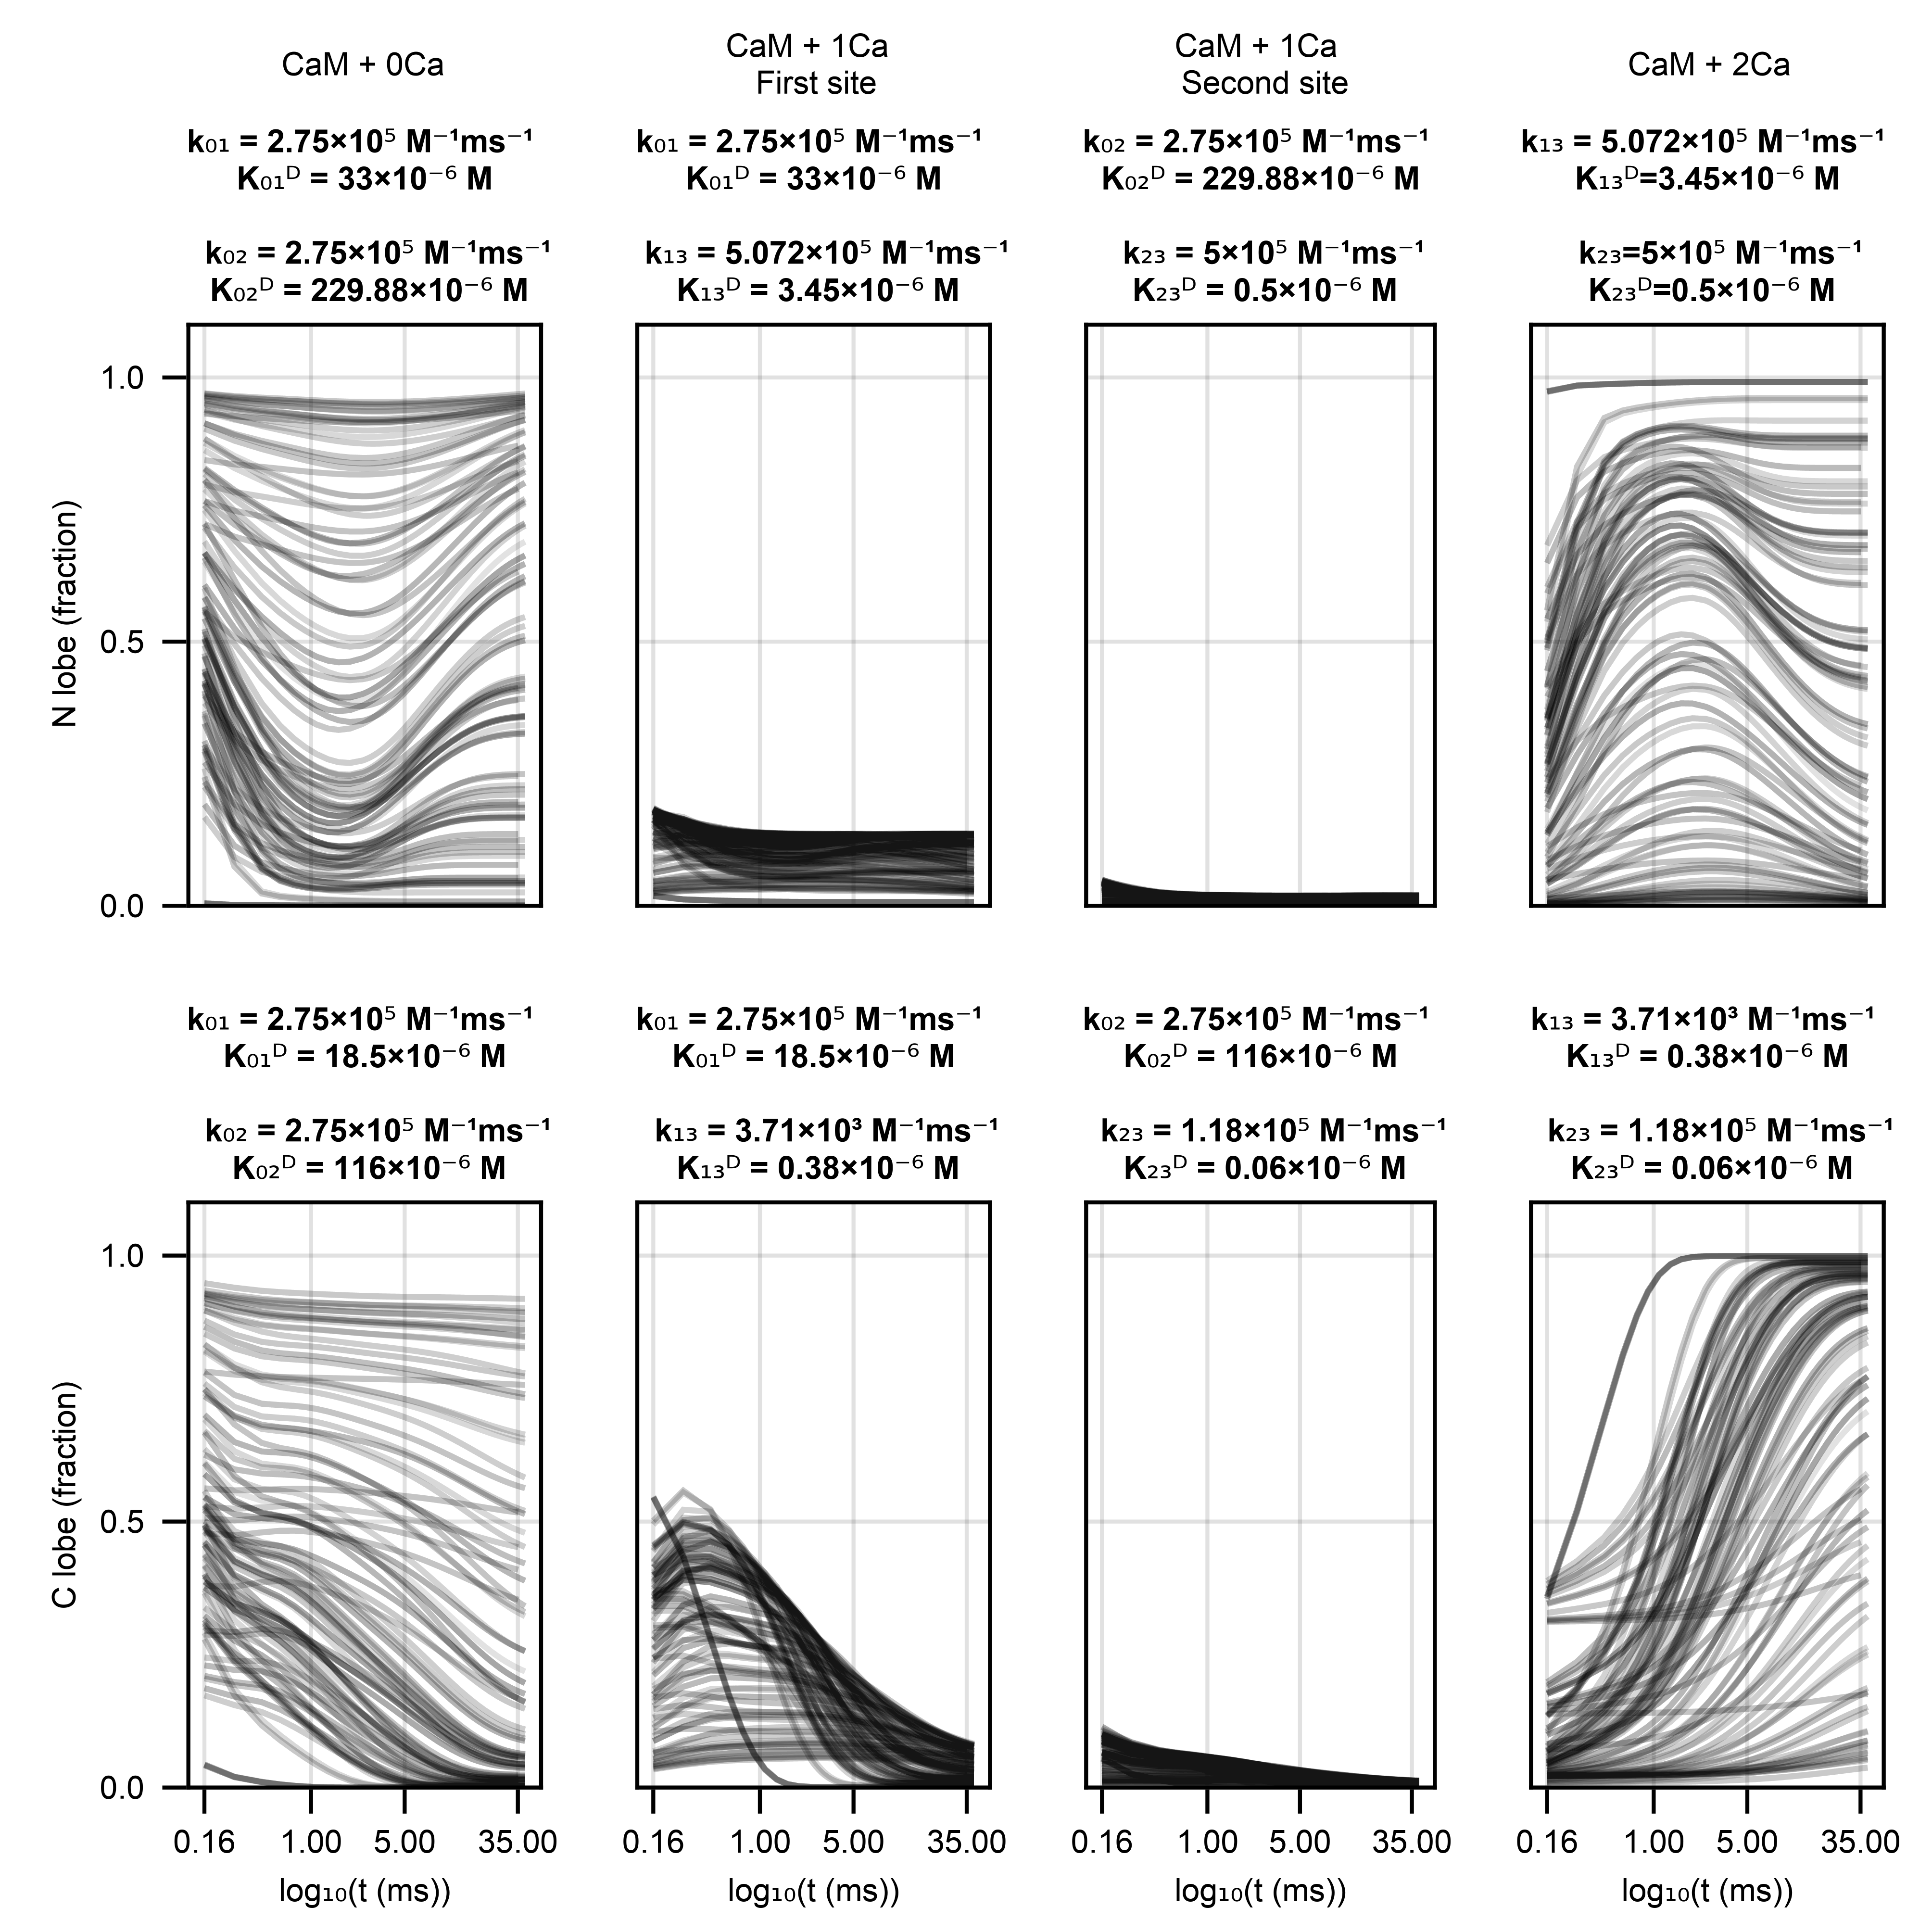 CaM + 0Ca
CaM + 1Ca
First site
CaM + 1Ca
Second site
CaM + 2Ca
k₀₁ = 2.75×10⁵ M⁻¹ms⁻¹
K₀₁ᴰ = 33×10⁻⁶ M
k₀₂ = 2.75×10⁵ M⁻¹ms⁻¹
K₀₂ᴰ = 229.88×10⁻⁶ M
k₀₁ = 2.75×10⁵ M⁻¹ms⁻¹
K₀₁ᴰ = 33×10⁻⁶ M
k₁₃ = 5.072×10⁵ M⁻¹ms⁻¹
K₁₃ᴰ = 3.45×10⁻⁶ M
k₀₂ = 2.75×10⁵ M⁻¹ms⁻¹
K₀₂ᴰ = 229.88×10⁻⁶ M
k₂₃ = 5×10⁵ M⁻¹ms⁻¹
K₂₃ᴰ = 0.5×10⁻⁶ M
k₁₃ = 5.072×10⁵ M⁻¹ms⁻¹
K₁₃ᴰ=3.45×10⁻⁶ M
k₂₃=5×10⁵ M⁻¹ms⁻¹
K₂₃ᴰ=0.5×10⁻⁶ M
N lobe (fraction)
1.0
0.5
0.0
k₀₁ = 2.75×10⁵ M⁻¹ms⁻¹
K₀₁ᴰ = 18.5×10⁻⁶ M
k₀₂ = 2.75×10⁵ M⁻¹ms⁻¹
K₀₂ᴰ = 116×10⁻⁶ M
k₀₁ = 2.75×10⁵ M⁻¹ms⁻¹
K₀₁ᴰ = 18.5×10⁻⁶ M
k₁₃ = 3.71×10³ M⁻¹ms⁻¹
K₁₃ᴰ = 0.38×10⁻⁶ M
k₀₂ = 2.75×10⁵ M⁻¹ms⁻¹
K₀₂ᴰ = 116×10⁻⁶ M
k₂₃ = 1.18×10⁵ M⁻¹ms⁻¹
K₂₃ᴰ = 0.06×10⁻⁶ M
k₁₃ = 3.71×10³ M⁻¹ms⁻¹
K₁₃ᴰ = 0.38×10⁻⁶ M
k₂₃ = 1.18×10⁵ M⁻¹ms⁻¹
K₂₃ᴰ = 0.06×10⁻⁶ M
C lobe (fraction)
1.0
0.5
0.0
0.16 1.00 5.00 35.00
log₁₀(t (ms))
0.16 1.00 5.00 35.00
log₁₀(t (ms))
0.16 1.00 5.00 35.00
log₁₀(t (ms))
0.16 1.00 5.00 35.00
log₁₀(t (ms))